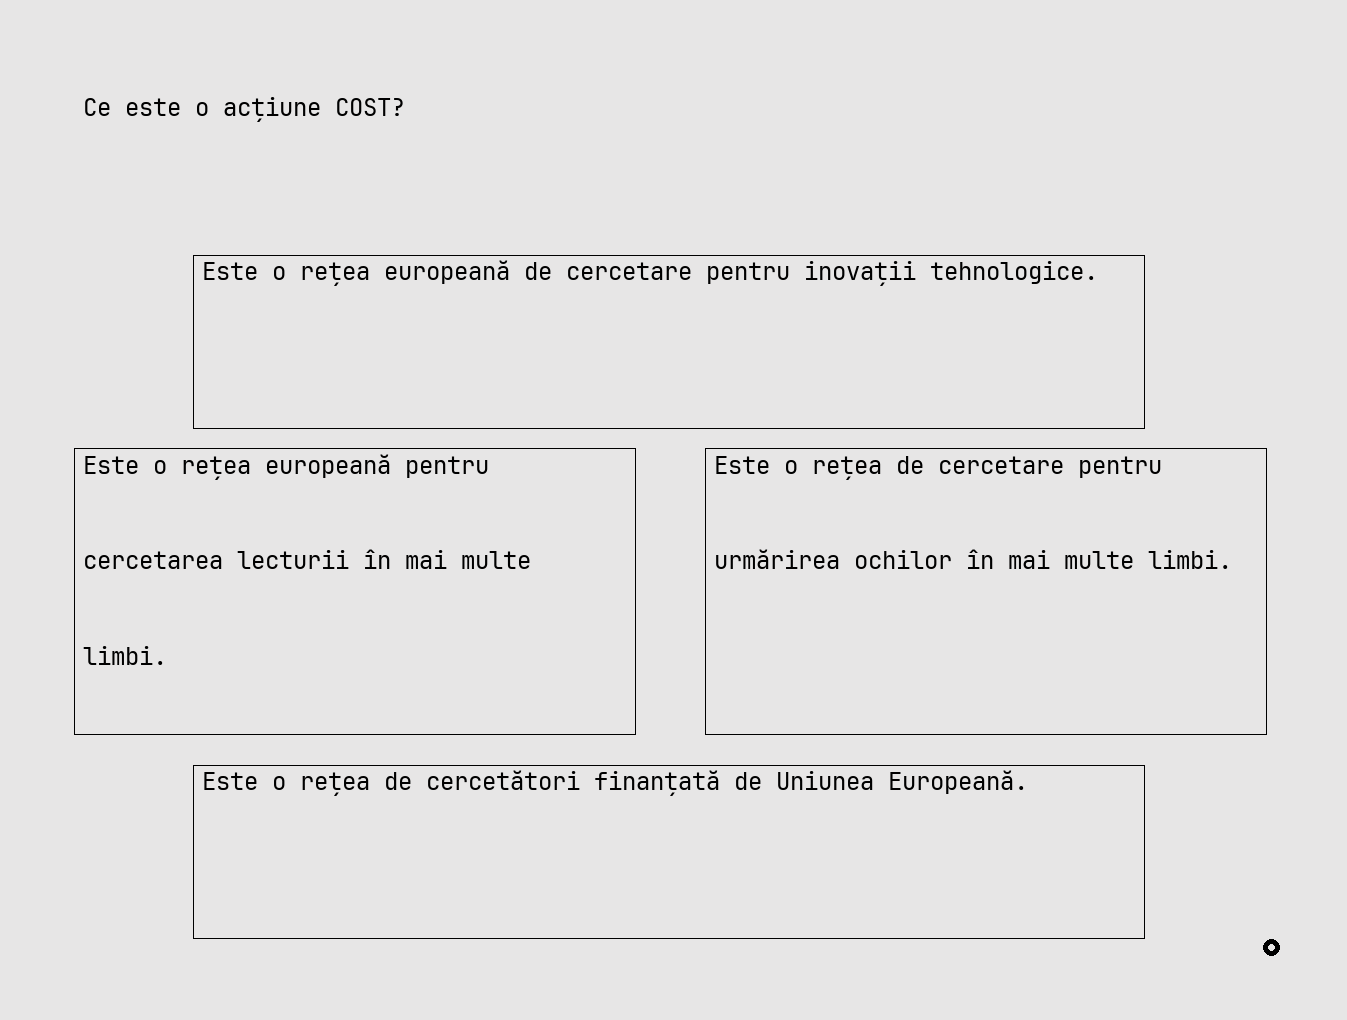 Ce este o acțiune COST?
Este o rețea europeană de cercetare pentru inovații tehnologice.
Este o rețea europeană pentru
cercetarea lecturii în mai multe
limbi.
Este o rețea de cercetare pentru
urmărirea ochilor în mai multe limbi.
Este o rețea de cercetători finanțată de Uniunea Europeană.